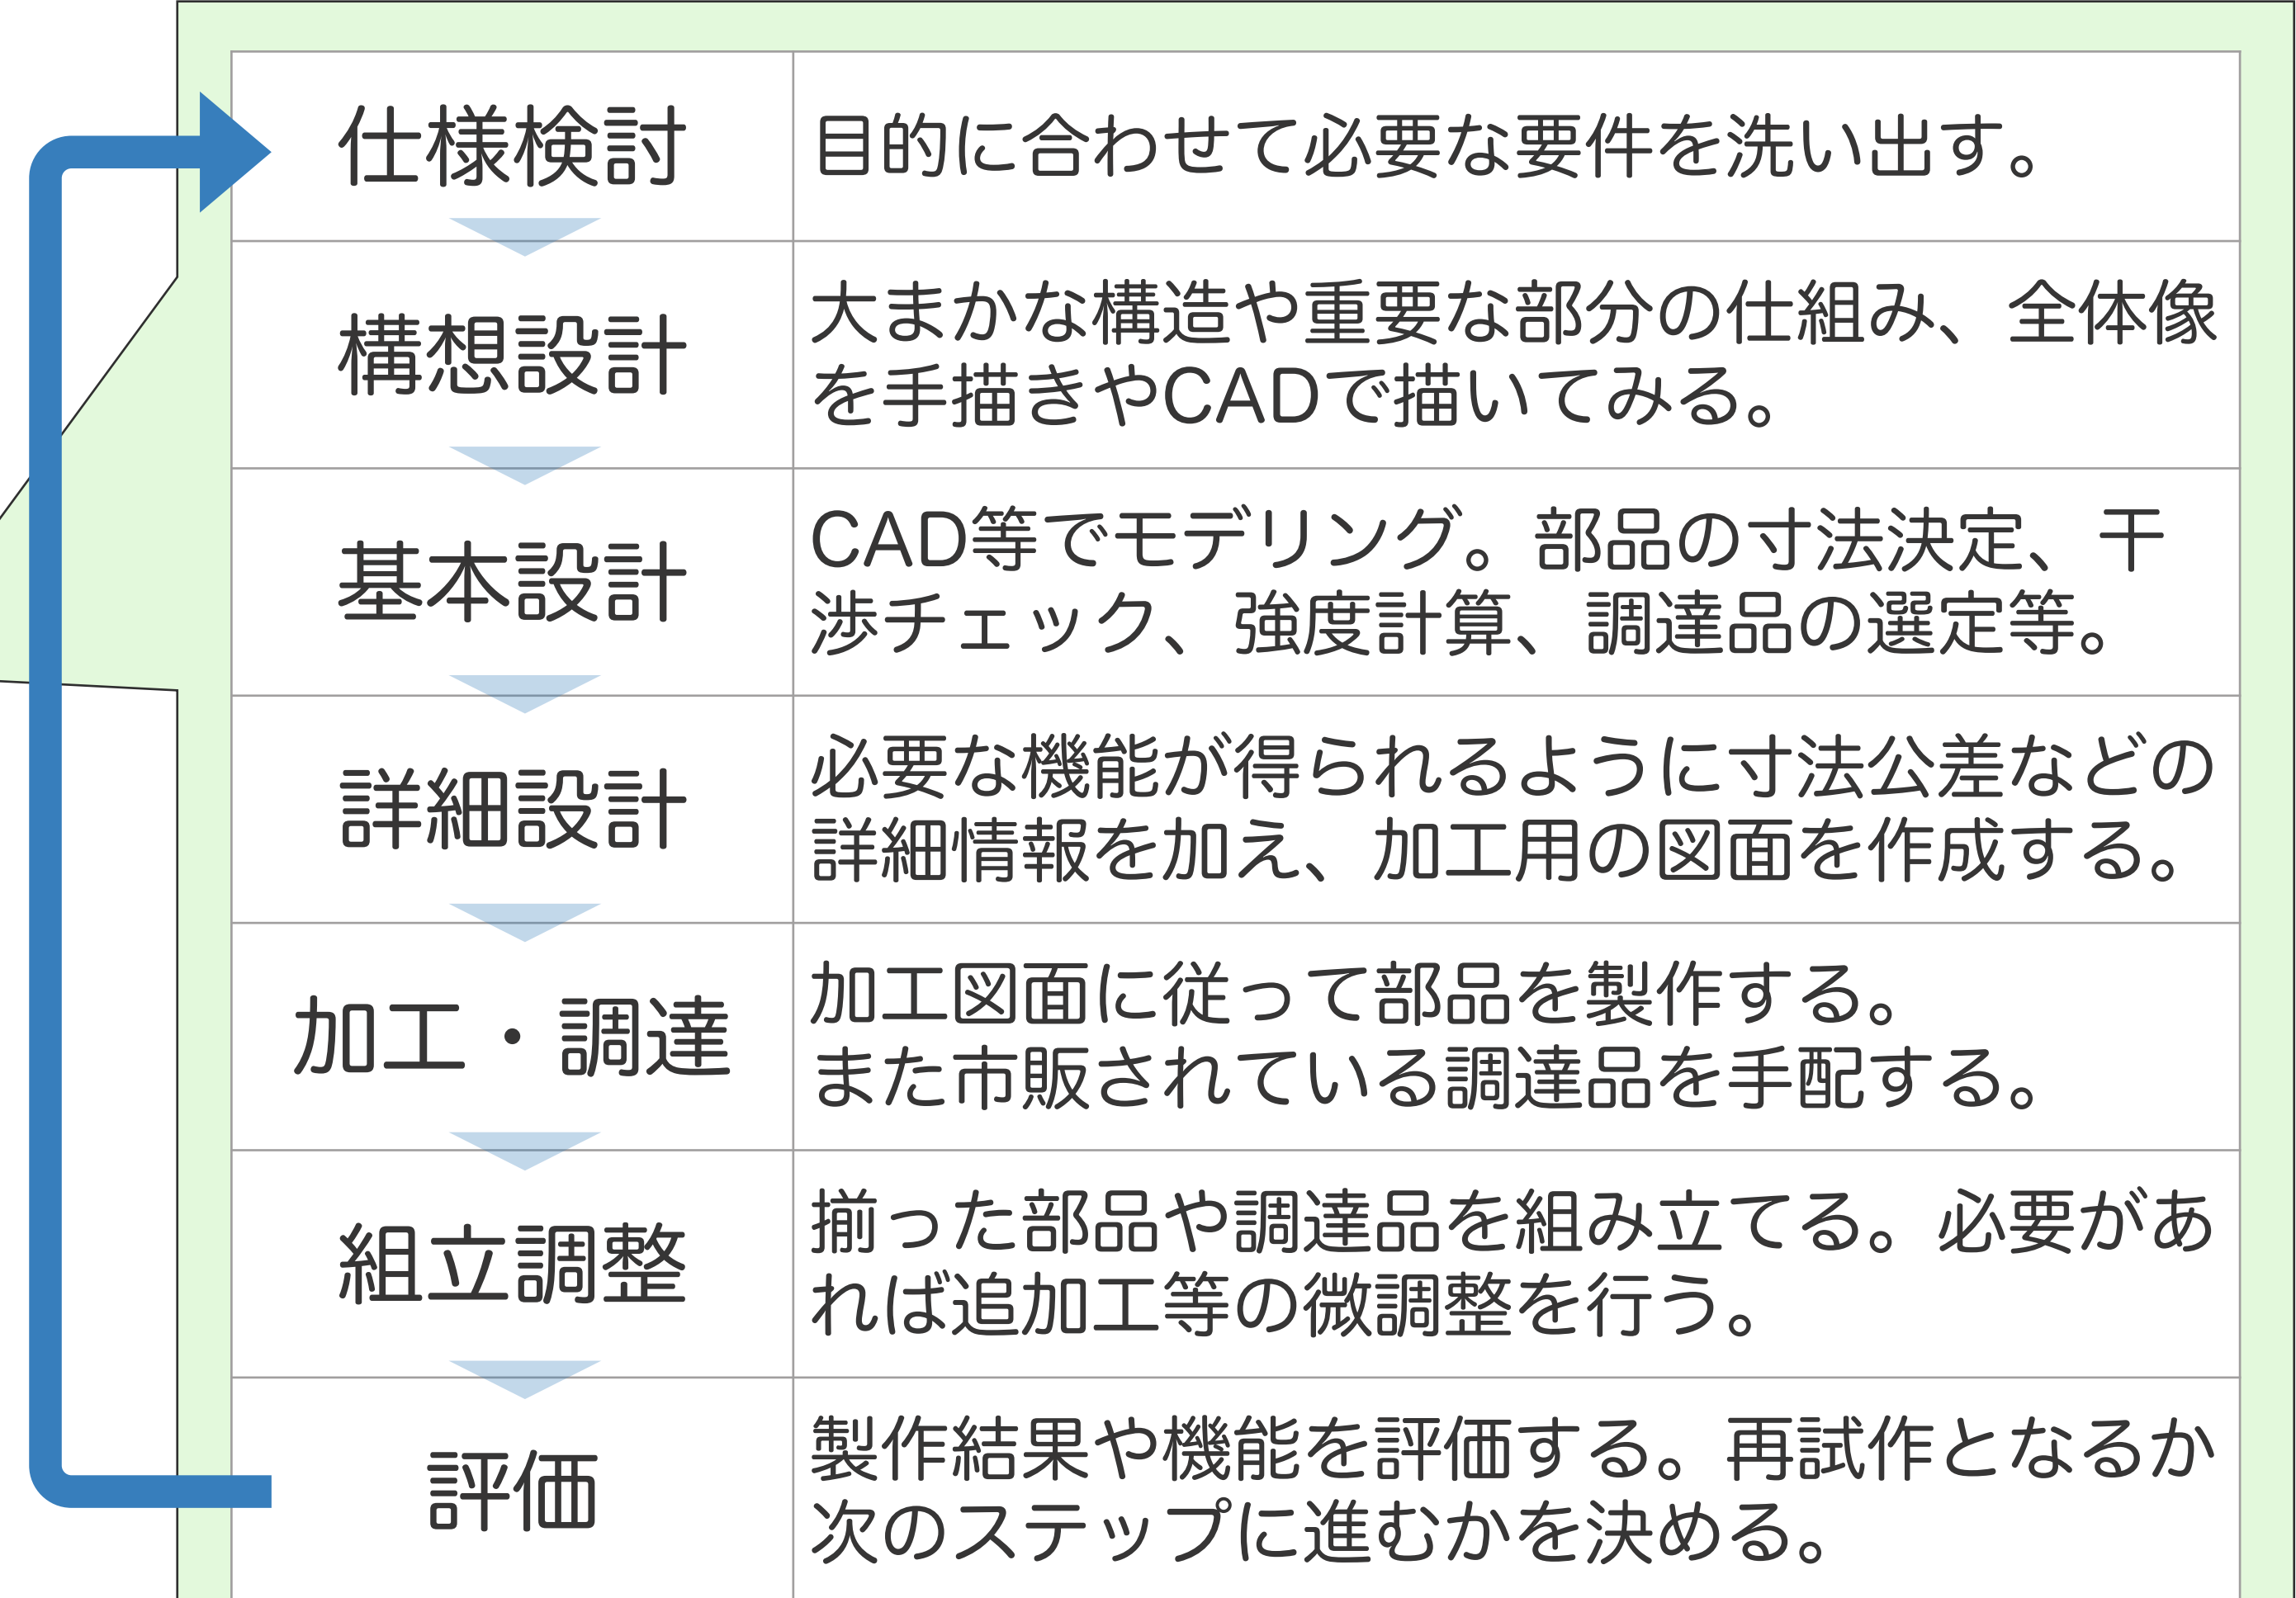 仕様検討
目的に合わせて必要な要件を洗い出す。
構想設計
大まかな構造や重要な部分の仕組み、全体像
を手描きやCADで描いてみる。
基本設計
CAD等でモデリング。部品の寸法決定、干
渉チェック、強度計算、調達品の選定等。
詳細設計
必要な機能が得られるように寸法公差などの
詳細情報を加え、加工用の図面を作成する。
加工・調達
加工図面に従って部品を製作する。
また市販されている調達品を手配する。
組立調整
揃った部品や調達品を組み立てる。必要があ
れば追加工等の微調整を行う。
評価
製作結果や機能を評価する。再試作となるか
次のステップに進むかを決める。